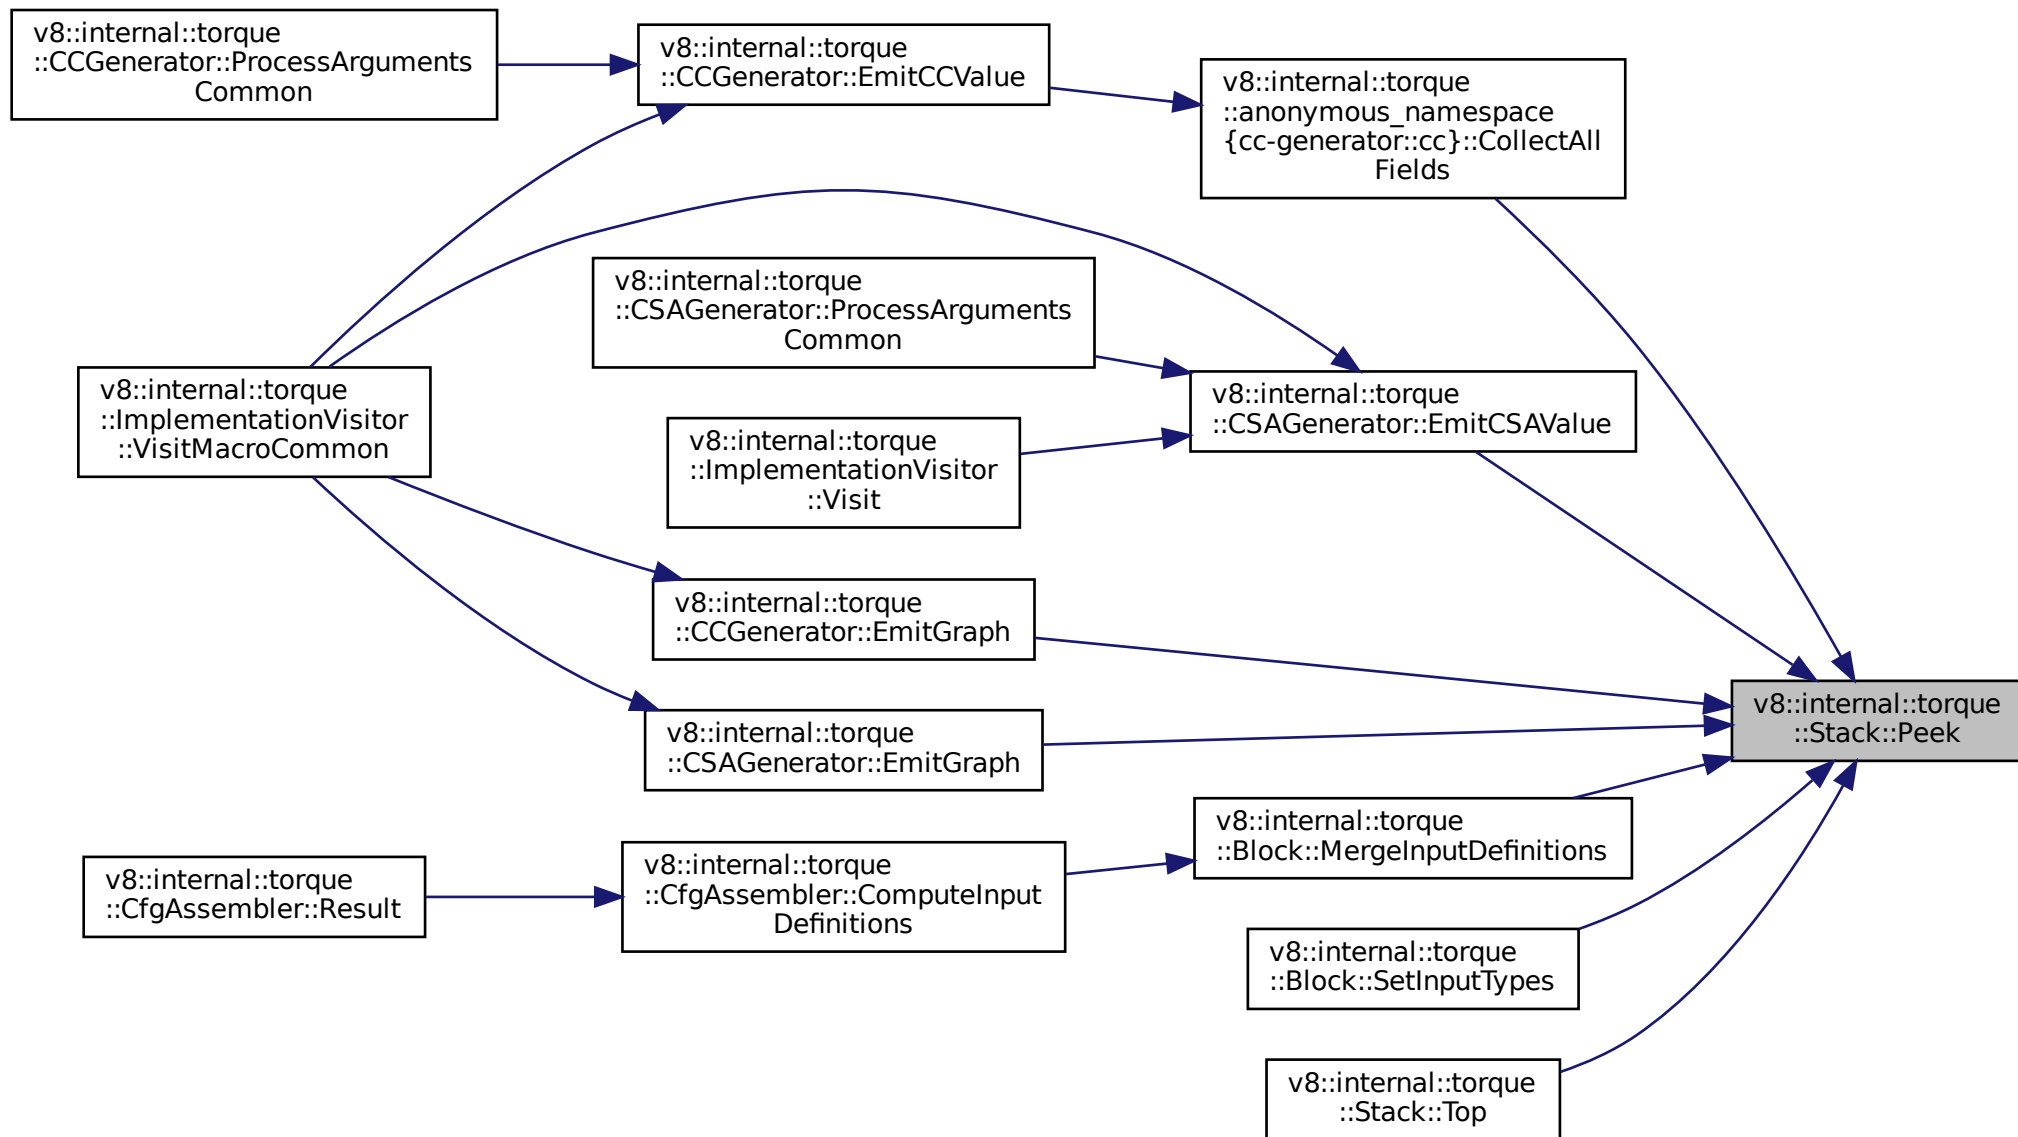 v8::internal::torque
::CCGenerator::ProcessArguments
Common
v8::internal::torque
::CCGenerator::EmitCCValue
v8::internal::torque
::anonymous_namespace
{cc-generator::cc}::CollectAll
Fields
v8::internal::torque
::CSAGenerator::ProcessArguments
Common
v8::internal::torque
::ImplementationVisitor
::VisitMacroCommon
v8::internal::torque
::CSAGenerator::EmitCSAValue
v8::internal::torque
::ImplementationVisitor
::Visit
v8::internal::torque
::CCGenerator::EmitGraph
v8::internal::torque
::Stack::Peek
v8::internal::torque
::CSAGenerator::EmitGraph
v8::internal::torque
::Block::MergeInputDefinitions
v8::internal::torque
::CfgAssembler::Result
v8::internal::torque
::CfgAssembler::ComputeInput
Definitions
v8::internal::torque
::Block::SetInputTypes
v8::internal::torque
::Stack::Top